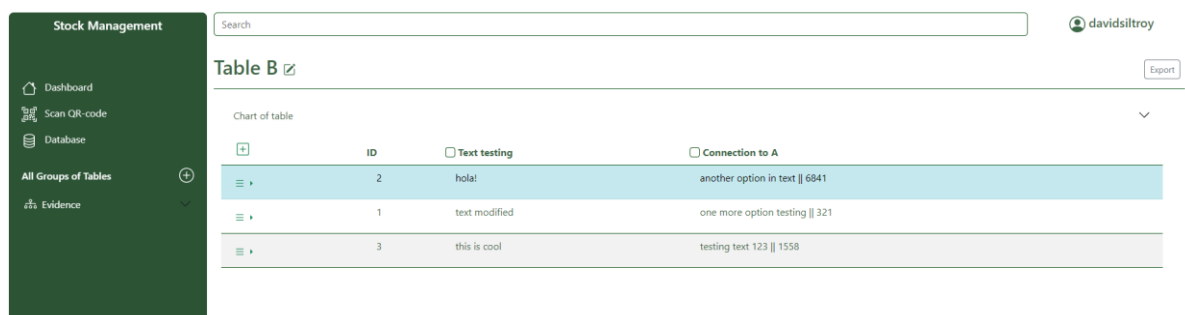 Stock Management
Search
davidsiltroy
Table B
Export
Dashboard
Scan QR-code
Database
All Groups of Tables
Evidence
Chart of table
ID Text testing Connection to A
2 hola! another option in text || 6841
1 text modified one more option testing || 321
3 this is cool testing text 123 || 1558